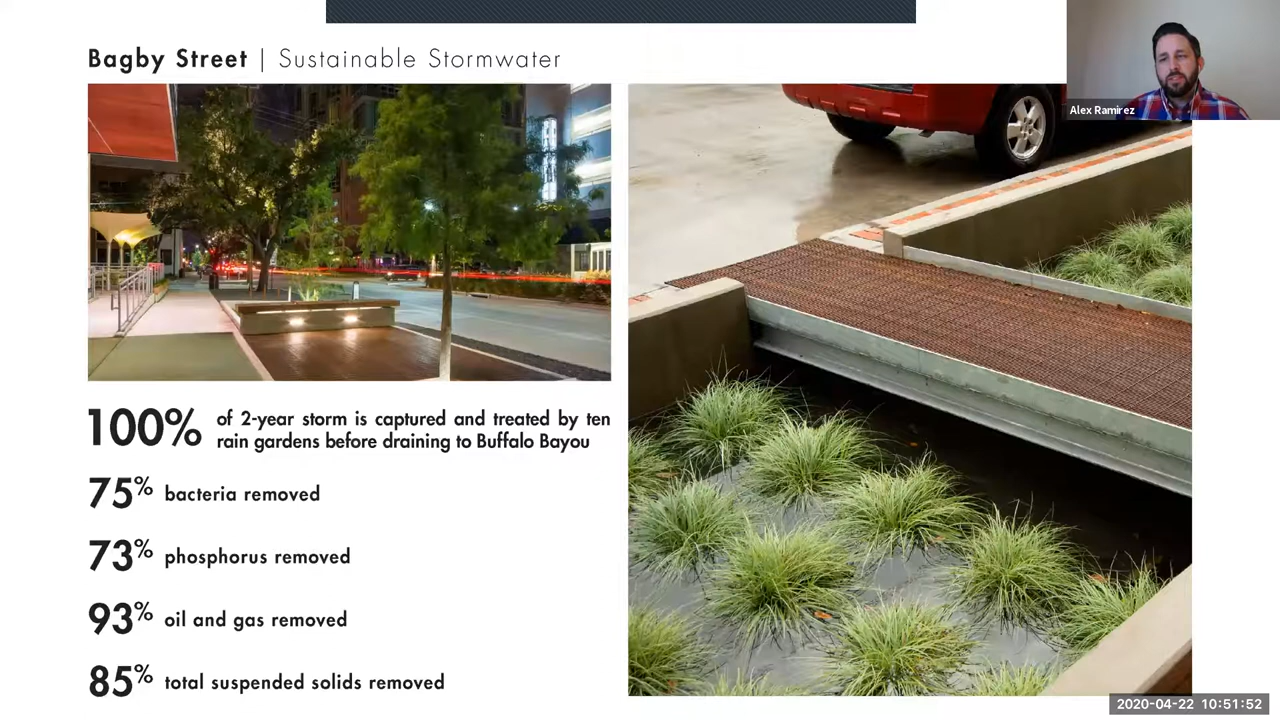 Bagby Street | Sustainable Stormwater
Alex Ramirez
100% of 2-year storm is captured and treated by ten
rain gardens before draining to Buffalo Bayou
75% bacteria removed
73% phosphorus removed
93% oil and gas removed
85% total suspended solids removed
2020-04-22 10:51:52